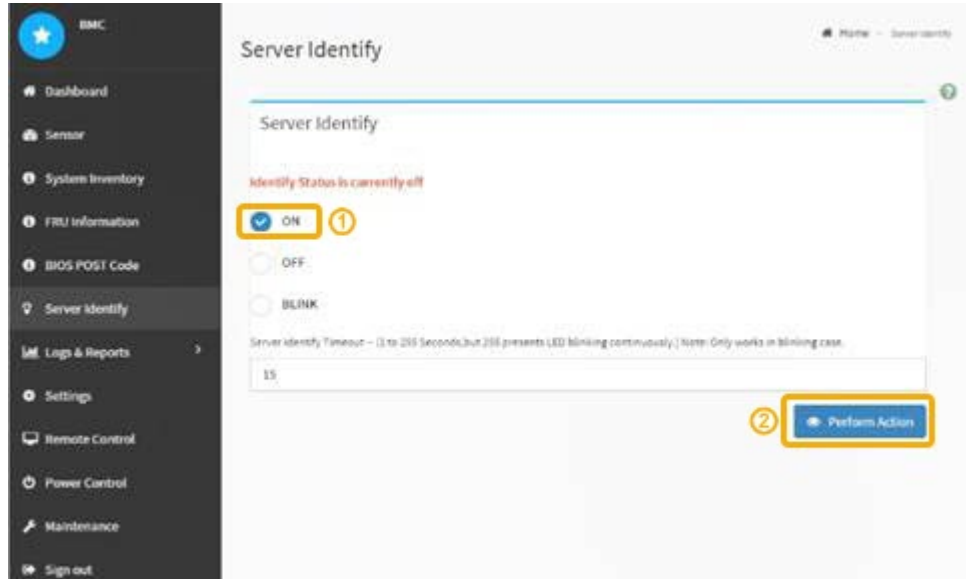 BMC
Dashboard
Sensor
System Inventory
FRU Information
BIOS POST Code
Server Identify
Logs & Reports
Settings
Remote Control
Power Control
Maintenance
Sign out
Server Identify
Home - Server Identify
Server Identify
Identify Status is currently off
ON
1
OFF
BLINK
Server Identify Timeout - (1 to 255 Seconds,but 255 presents LED blinking continuously.) Note: Only works in blinking case.
15
2
Perform Action